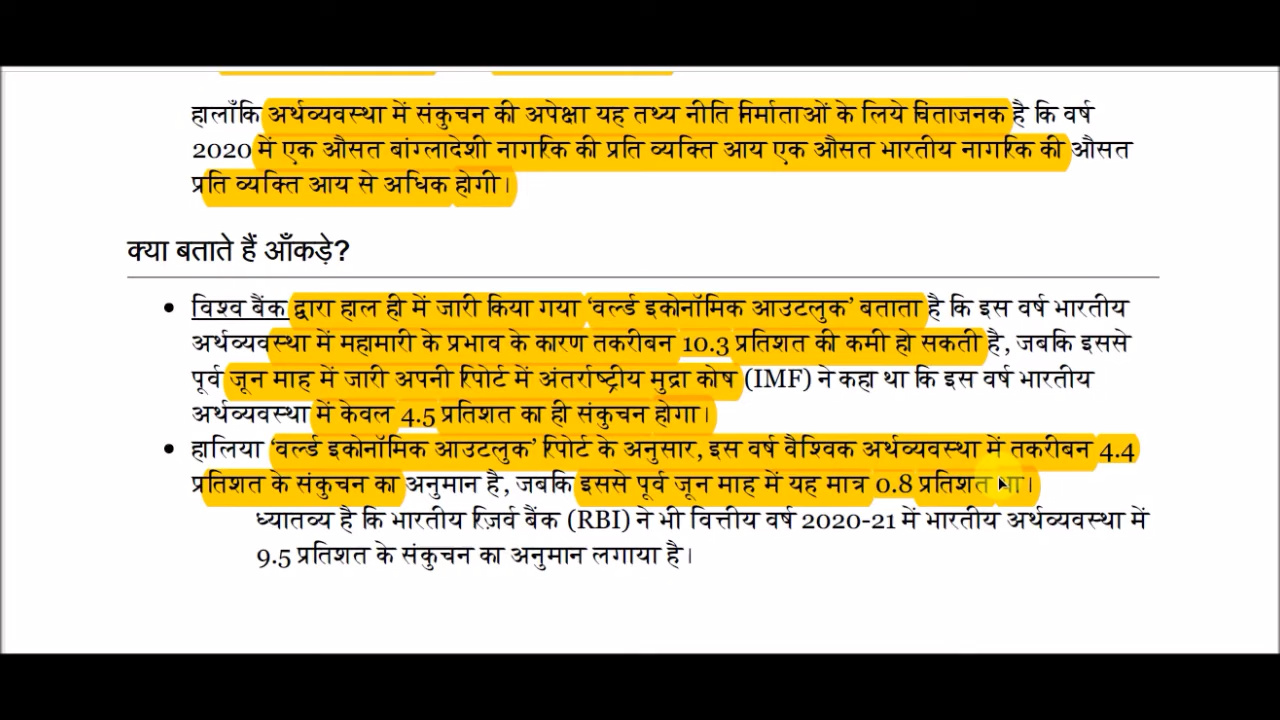 हालाँकि अर्थव्यवस्था में संकुचन की अपेक्षा यह तथ्य नीति निर्माताओं के लिये चिंताजनक है कि वर्ष
2020 में एक औसत बांग्लादेशी नागरिक की प्रति व्यक्ति आय एक औसत भारतीय नागरिक की औसत
प्रति व्यक्ति आय से अधिक होगी।
क्या बताते हैं आँकड़े?
• विश्व बैंक द्वारा हाल ही में जारी किया गया ‘वर्ल्ड इकोनॉमिक आउटलुक’ बताता है कि इस वर्ष भारतीय
अर्थव्यवस्था में महामारी के प्रभाव के कारण तकरीबन 10.3 प्रतिशत की कमी हो सकती है, जबकि इससे
पूर्व जून माह में जारी अपनी रिपोर्ट में अंतर्राष्ट्रीय मुद्रा कोष (IMF) ने कहा था कि इस वर्ष भारतीय
अर्थव्यवस्था में केवल 4.5 प्रतिशत का ही संकुचन होगा।
• हालिया ‘वर्ल्ड इकोनॉमिक आउटलुक’ रिपोर्ट के अनुसार, इस वर्ष वैश्विक अर्थव्यवस्था में तकरीबन 4.4
प्रतिशत के संकुचन का अनुमान है, जबकि इससे पूर्व जून माह में यह मात्र 0.8 प्रतिशत था।
ध्यातव्य है कि भारतीय रिज़र्व बैंक (RBI) ने भी वित्तीय वर्ष 2020-21 में भारतीय अर्थव्यवस्था में
9.5 प्रतिशत के संकुचन का अनुमान लगाया है।